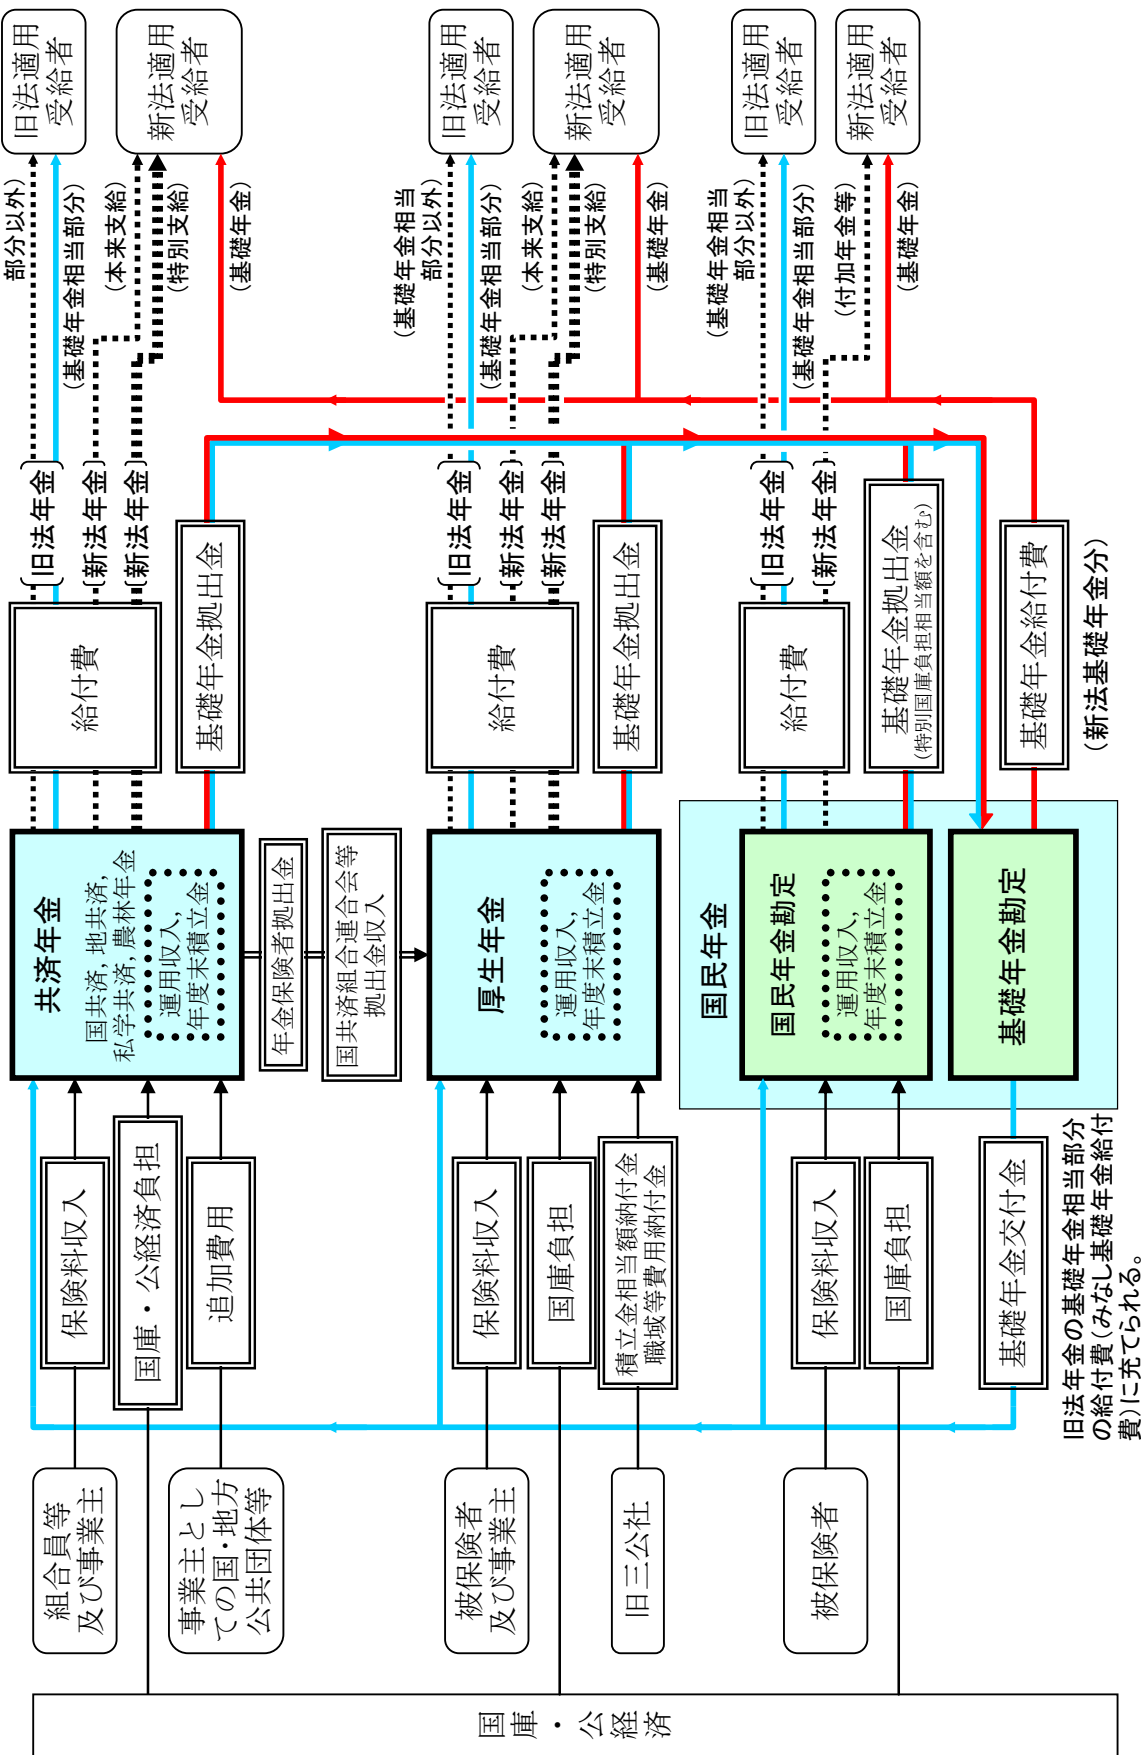 部分以外)
(基礎年金相当部分)
(本来支給)
(特別支給)
(基礎年金)
旧法適用
受給者
新法適用
受給者
(旧法年金)
(新法年金)
(新法年金)
給付費
基礎年金拠出金
共済年金
国共済，地共済，
私学共済，農林年金
運用収入，
年度末積立金
保険料収入
国庫・公経済負担
追加費用
組合員等
及び事業主
事業主とし
ての国・地方
公共団体等
年金保険者拠出金
国共済組合連合会等
拠出金収入
(基礎年金相当
部分以外)
(基礎年金相当部分)
(本来支給)
(特別支給)
(基礎年金)
旧法適用
受給者
新法適用
受給者
(旧法年金)
(新法年金)
(新法年金)
給付費
基礎年金拠出金
厚生年金
運用収入，
年度末積立金
保険料収入
国庫負担
積立金相当額納付金
職域等費用納付金
被保険者
及び事業主
旧三公社
(基礎年金相当
部分以外)
(基礎年金相当部分)
(付加年金等)
(基礎年金)
旧法適用
受給者
新法適用
受給者
(旧法年金)
(新法年金)
給付費
基礎年金拠出金
(特別国庫負担相当額を含む)
国民年金
国民年金勘定
運用収入，
年度末積立金
保険料収入
国庫負担
被保険者
基礎年金勘定
基礎年金給付費
(新法基礎年金分)
基礎年金交付金
旧法年金の基礎年金相当部分
の給付費(みなし基礎年金給付
費)に充てられる。
国庫・公経済